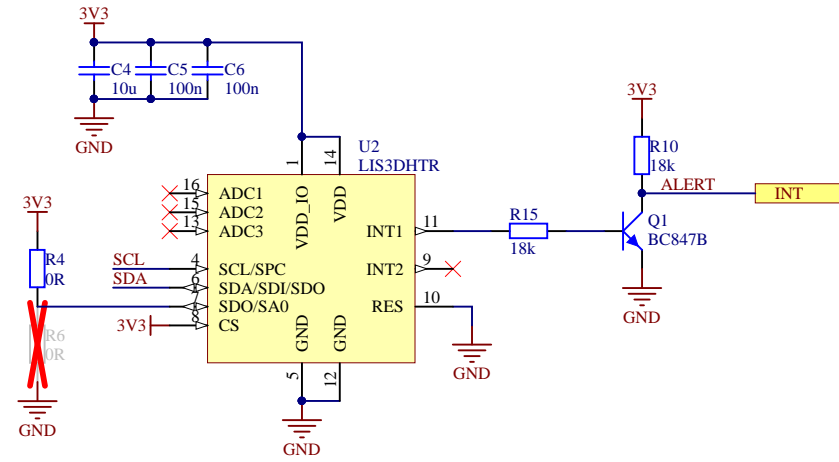 3V3
C4
10u
C5
100n
C6
100n
GND
U2
LIS3DHTR
1
14
VDD_IO
VDD
16
ADC1
15
ADC2
13
ADC3
INT1
11
4
SCL/SPC
INT2
9
6
SDA/SDI/SDO
7
SDO/SA0
RES
10
8
CS
GND
GND
5
12
GND
SCL
SDA
3V3
3V3
R4
0R
R6
0R
GND
GND
R15
18k
3V3
R10
18k
ALERT
INT
Q1
BC847B
GND